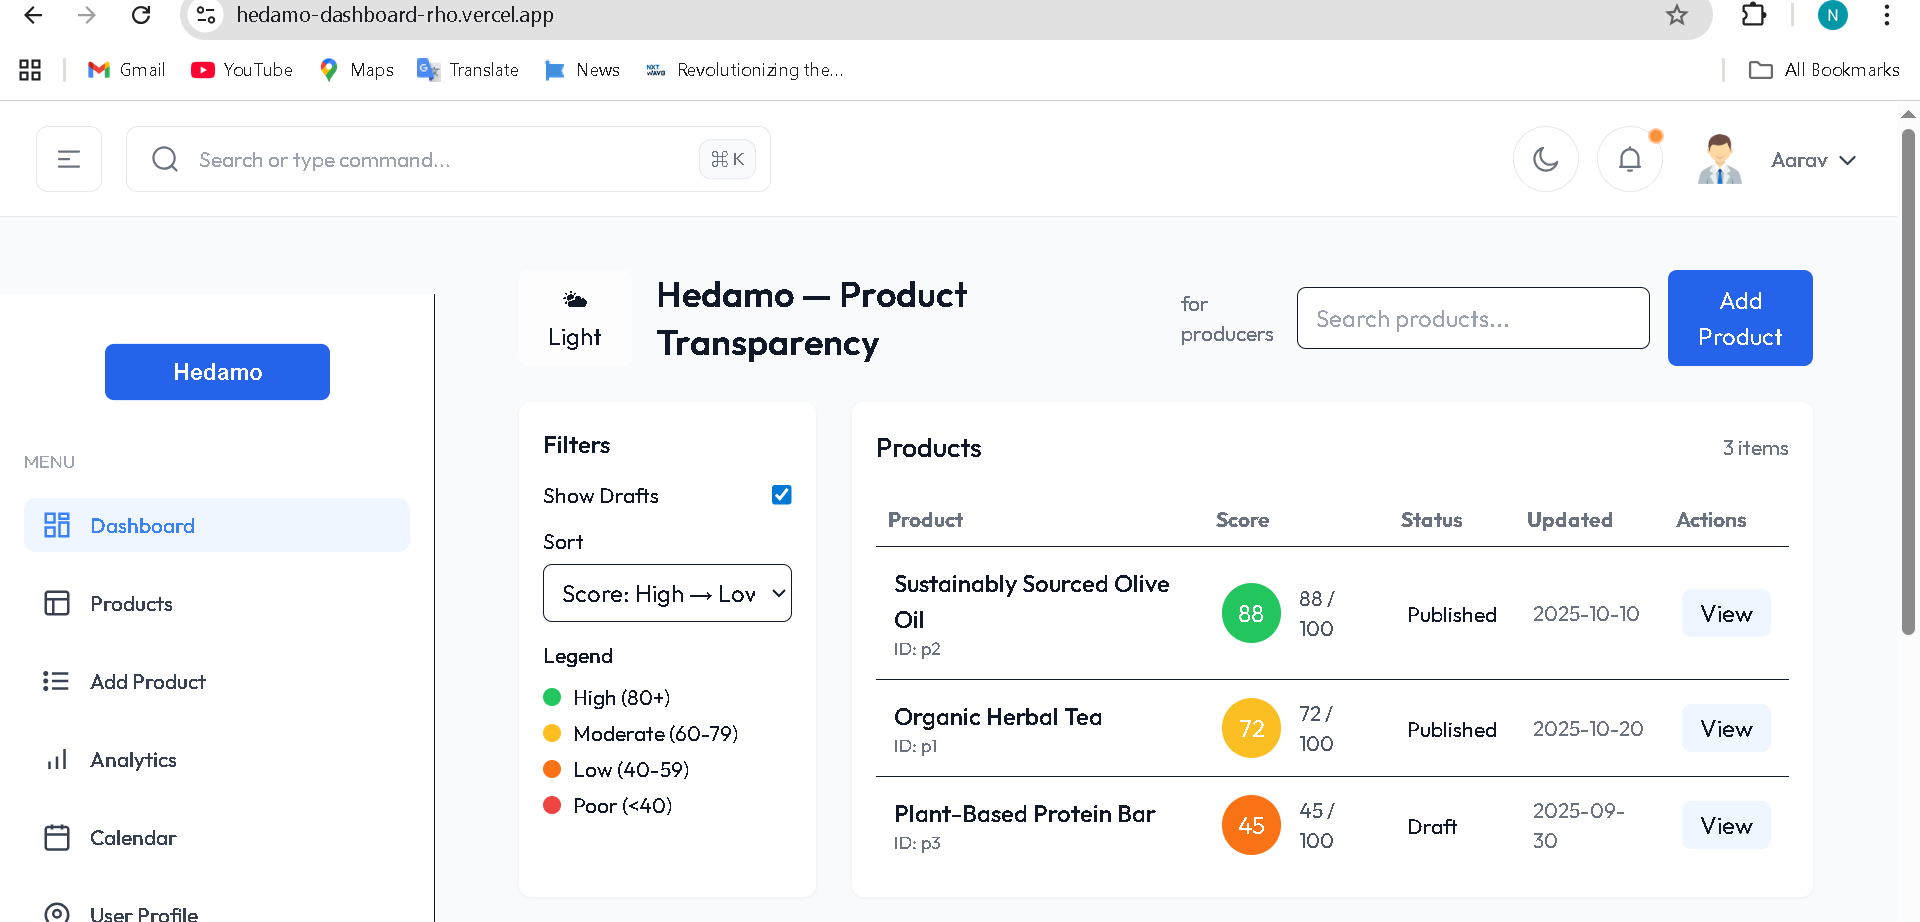 hedamo-dashboard-rho.vercel.app
N
Gmail
YouTube
Maps
Translate
News
NXT WAVE
Revolutionizing the...
All Bookmarks
Search or type command...
⌘ K
Aarav
Light
Hedamo — Product
Transparency
for
producers
Search products...
Add
Product
Hedamo
MENU
Dashboard
Products
Add Product
Analytics
Calendar
User Profile
Filters
Show Drafts
Sort
Score: High → Low
Legend
High (80+)
Moderate (60-79)
Low (40-59)
Poor (<40)
Products
3 items
Product Score Status Updated Actions
Sustainably Sourced Olive
Oil
ID: p2
88
88 /
100
Published
2025-10-10
View
Organic Herbal Tea
ID: p1
72
72 /
100
Published
2025-10-20
View
Plant-Based Protein Bar
ID: p3
45
45 /
100
Draft
2025-09-
30
View